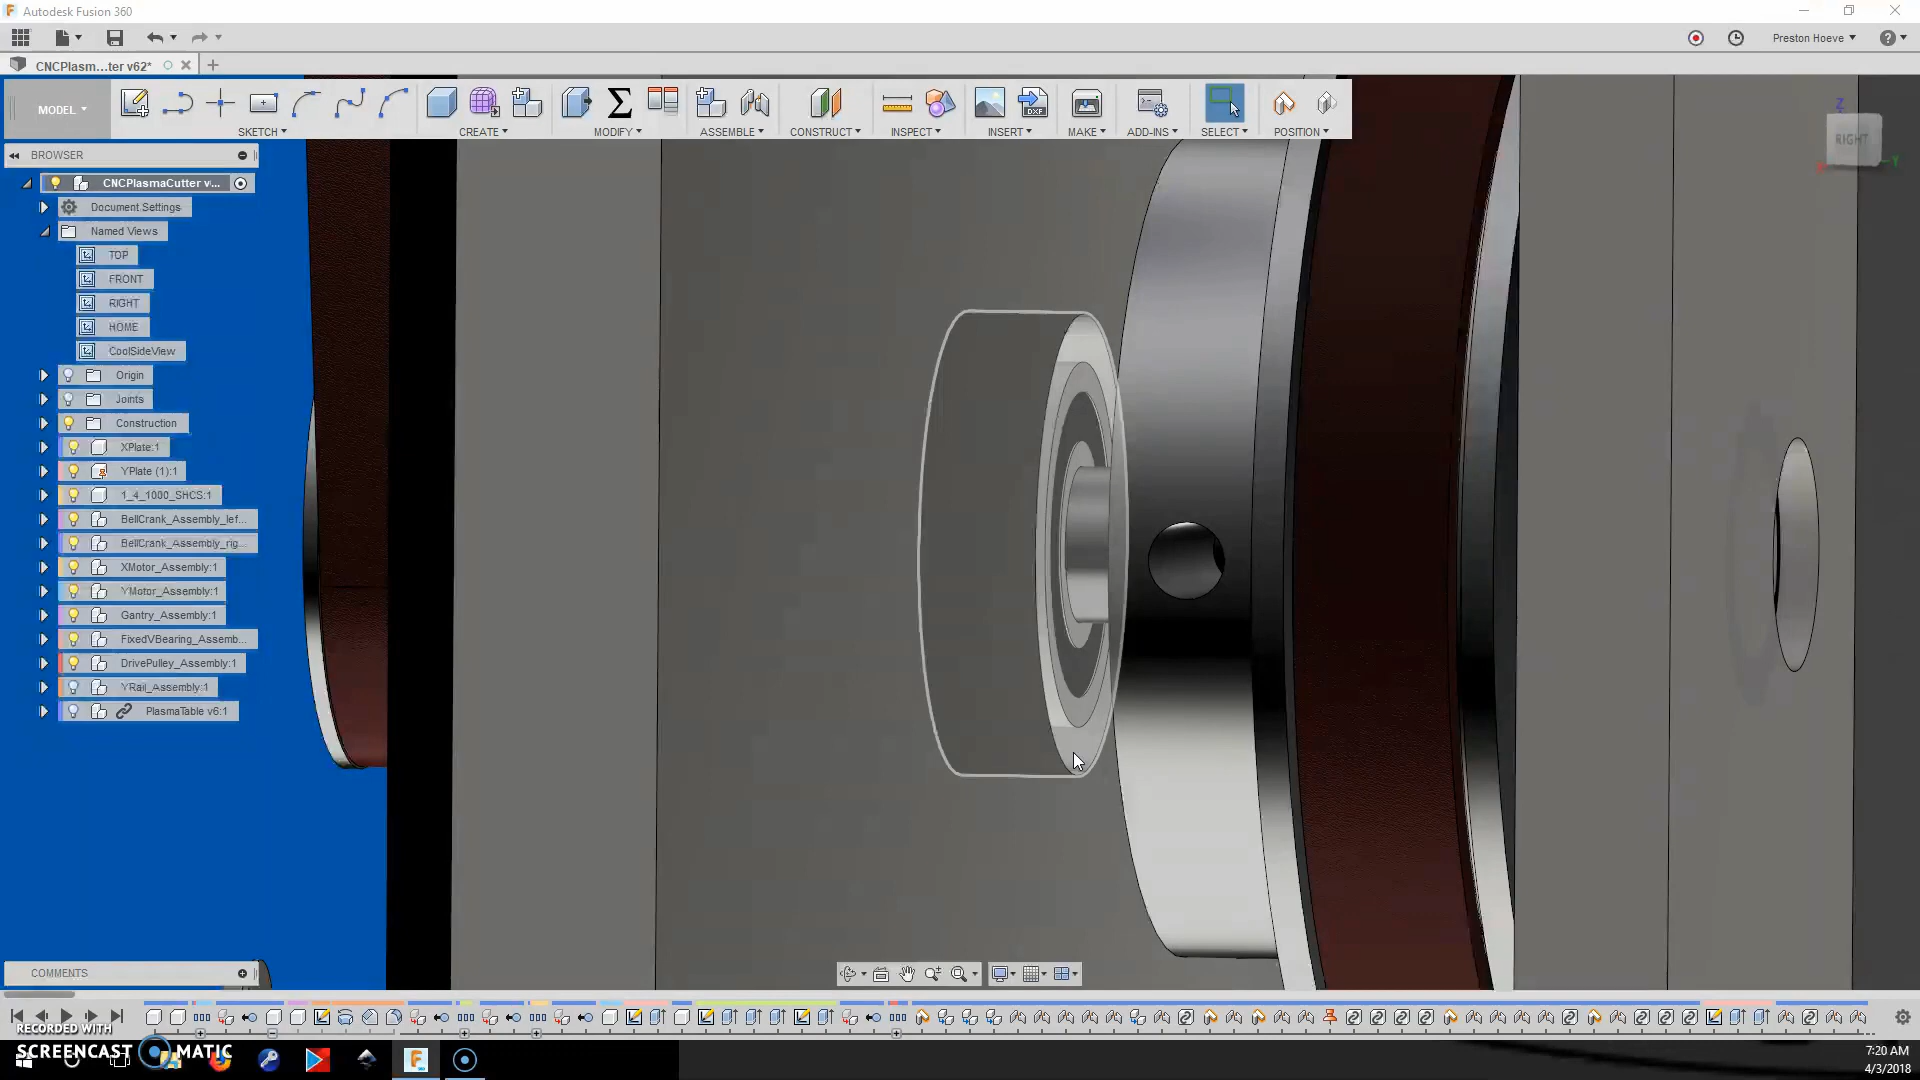 Autodesk Fusion 360
Preston Hoeve
CNCPlasm...ter v62*
MODEL
SKETCH
CREATE
MODIFY
ASSEMBLE
CONSTRUCT
INSPECT
INSERT
MAKE
ADD-INS
SELECT
POSITION
DXF
Z
RIGHT
BROWSER
CNCPlasmaCutter v...
Document Settings
Named Views
TOP
FRONT
RIGHT
HOME
CoolSideView
Origin
Joints
Construction
XPlate:1
YPlate (1):1
1_4_1000_SHCS:1
BellCrank_Assembly_lef...
BellCrank_Assembly_rig...
XMotor_Assembly:1
YMotor_Assembly:1
Gantry_Assembly:1
FixedVBearing_Assemb...
DrivePulley_Assembly:1
YRail_Assembly:1
PlasmaTable v6:1
COMMENTS
RECORDED WITH
SCREENCAST MATIC
7:20 AM
4/3/2018